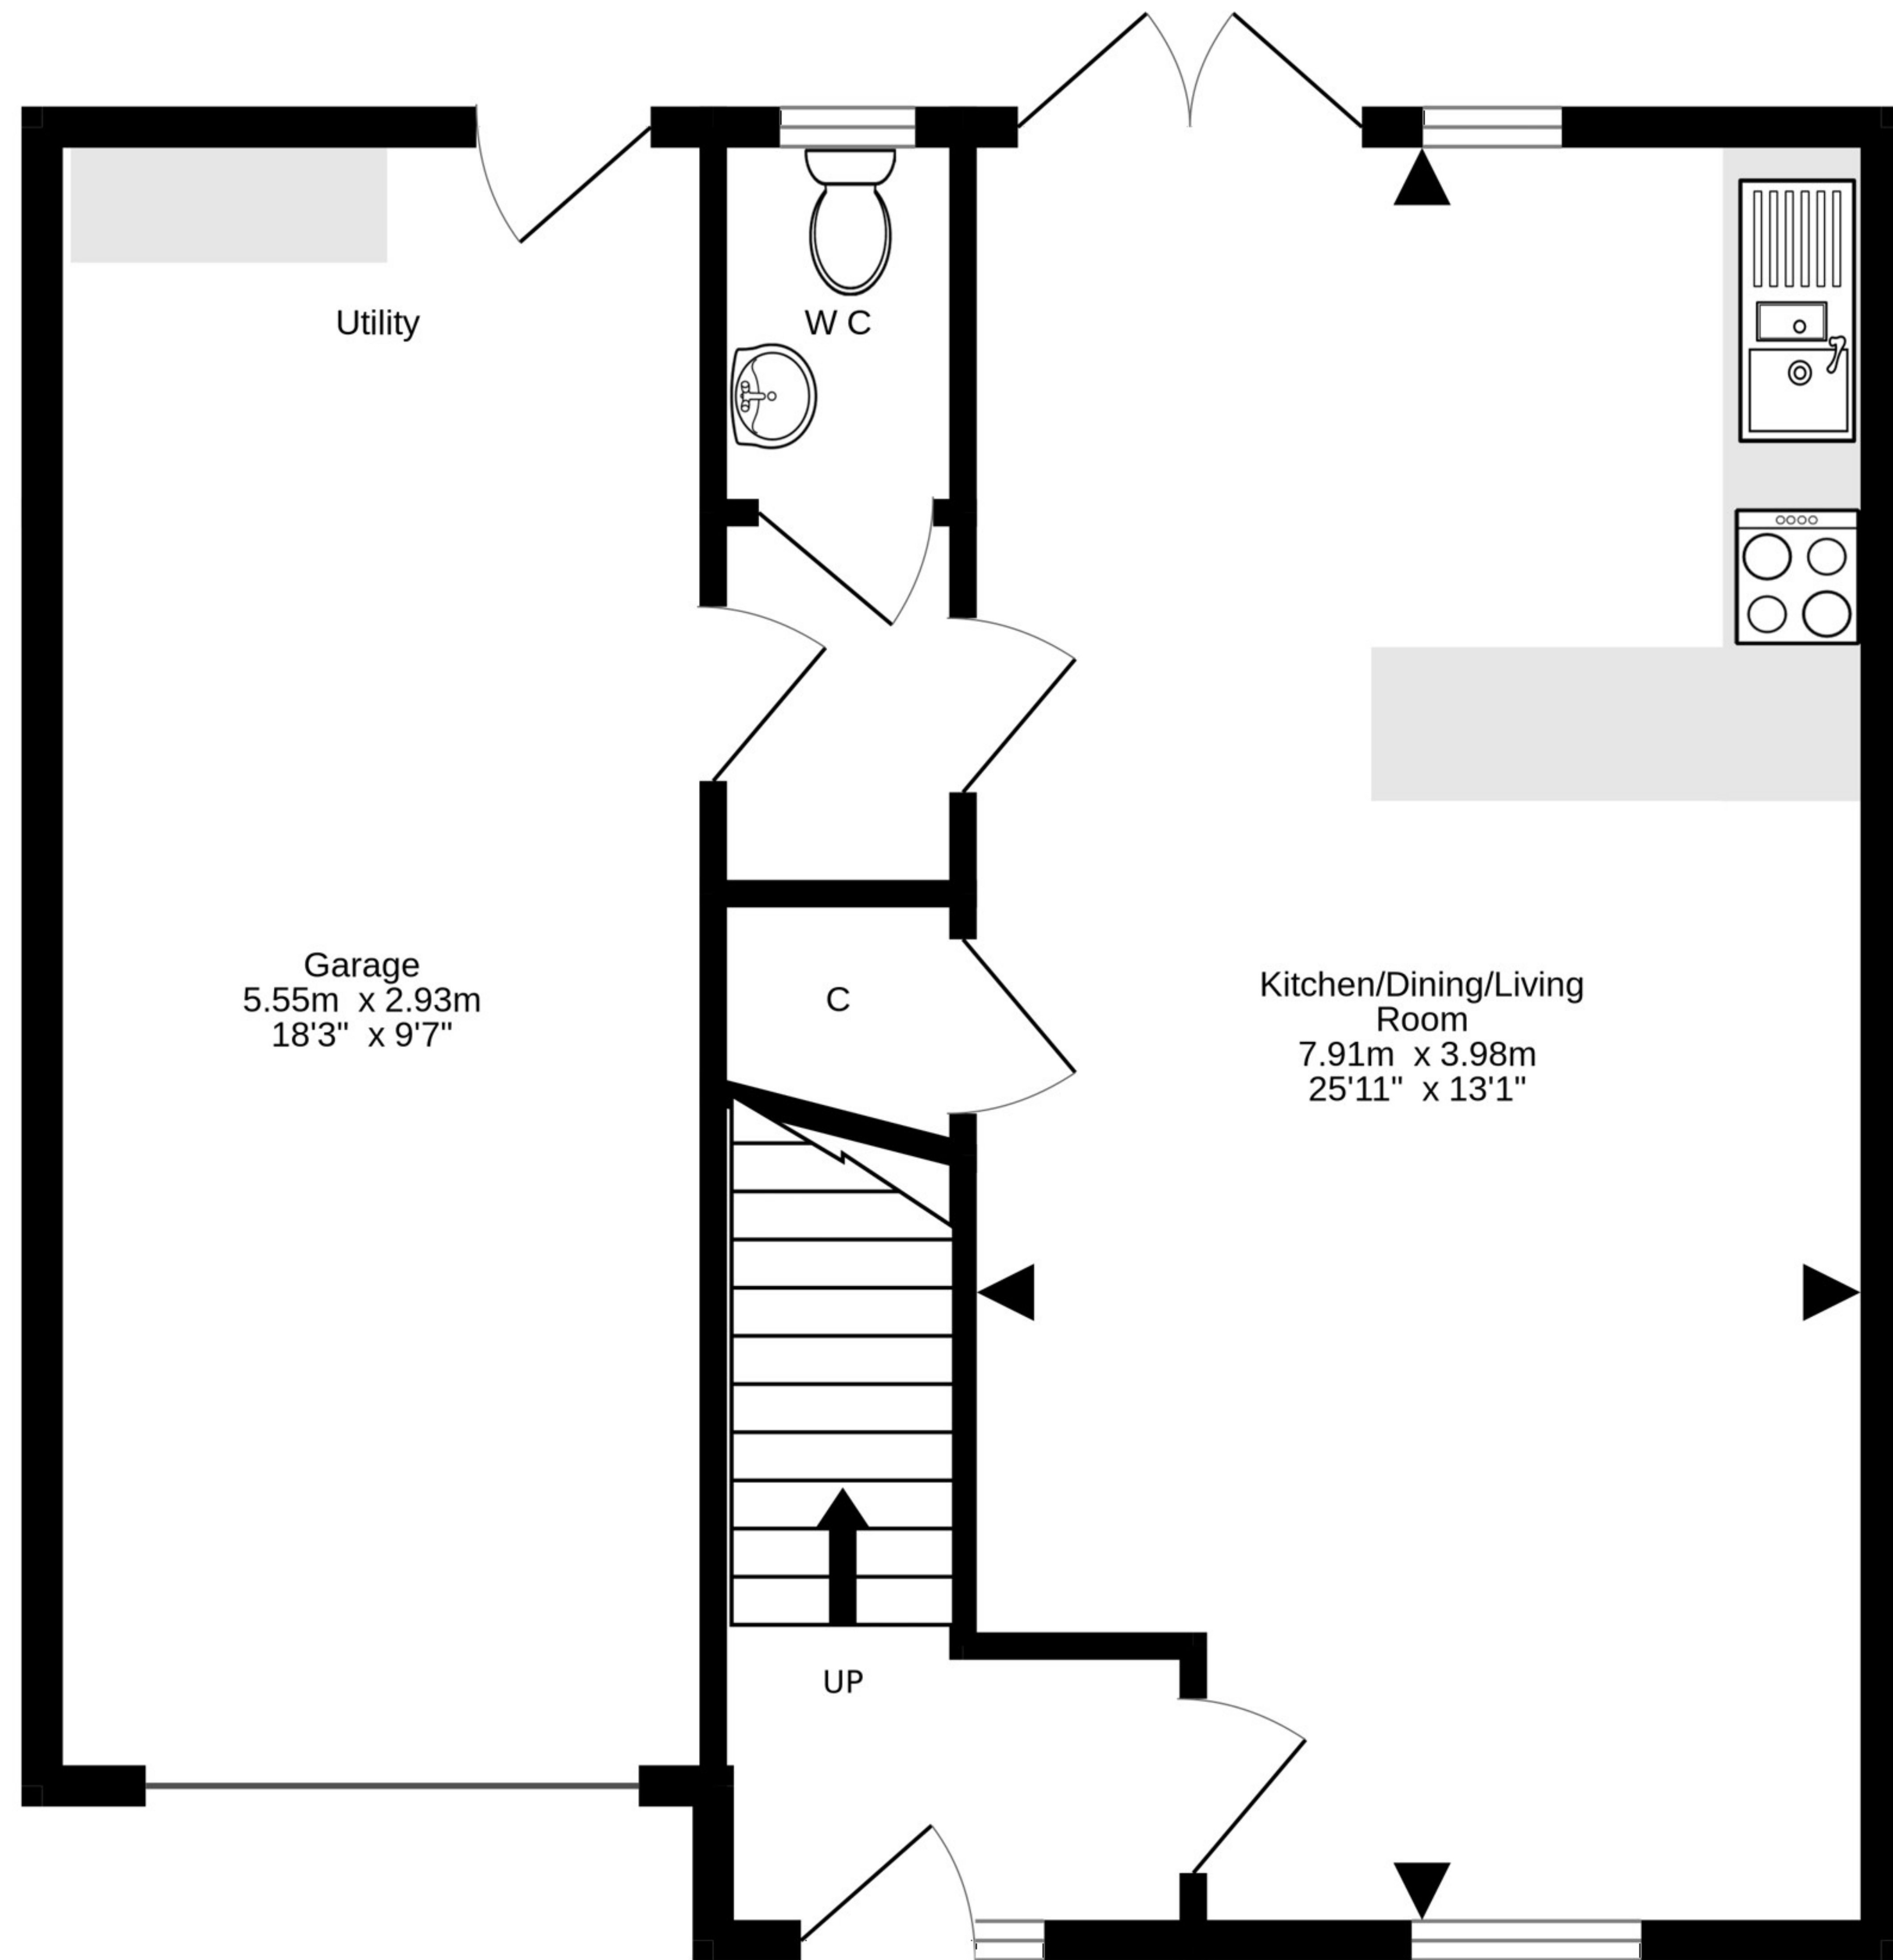 Utility
W C
Garage
5.55m x 2.93m
18'3" x 9'7"
C
Kitchen/Dining/Living
Room
7.91m x 3.98m
25'11" x 13'1"
UP